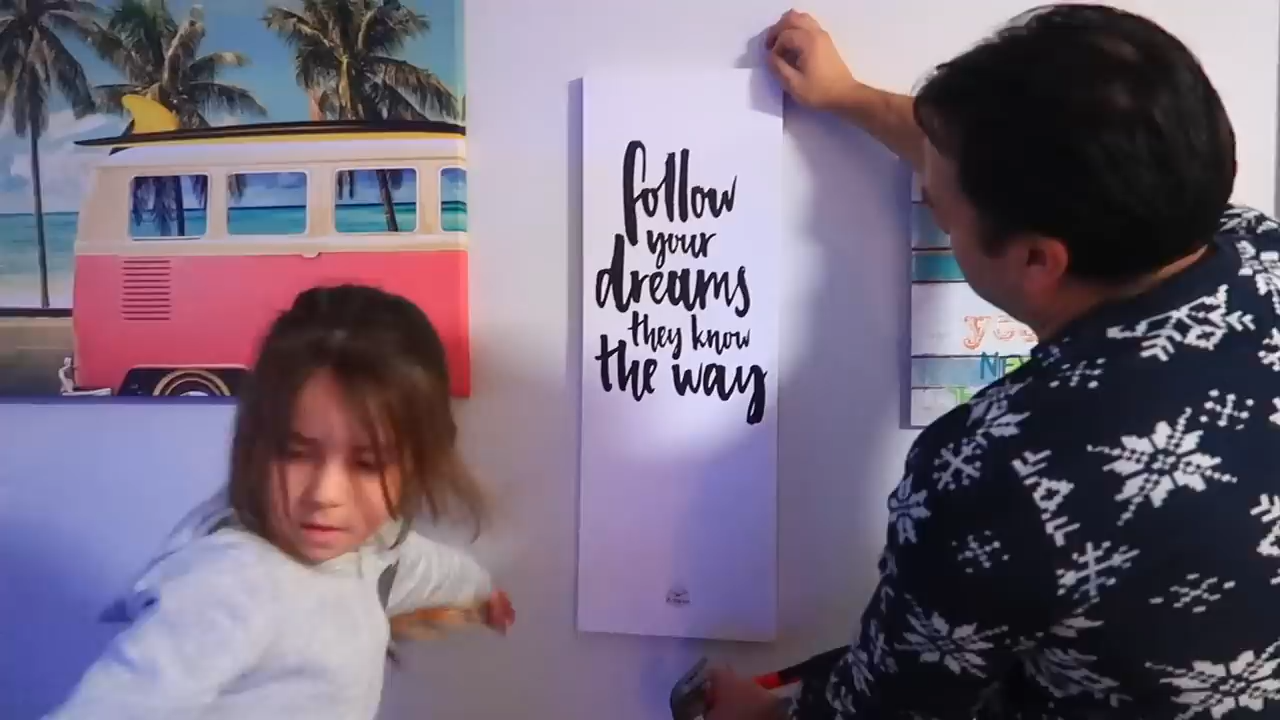 follow
your
dreams
they know
the way